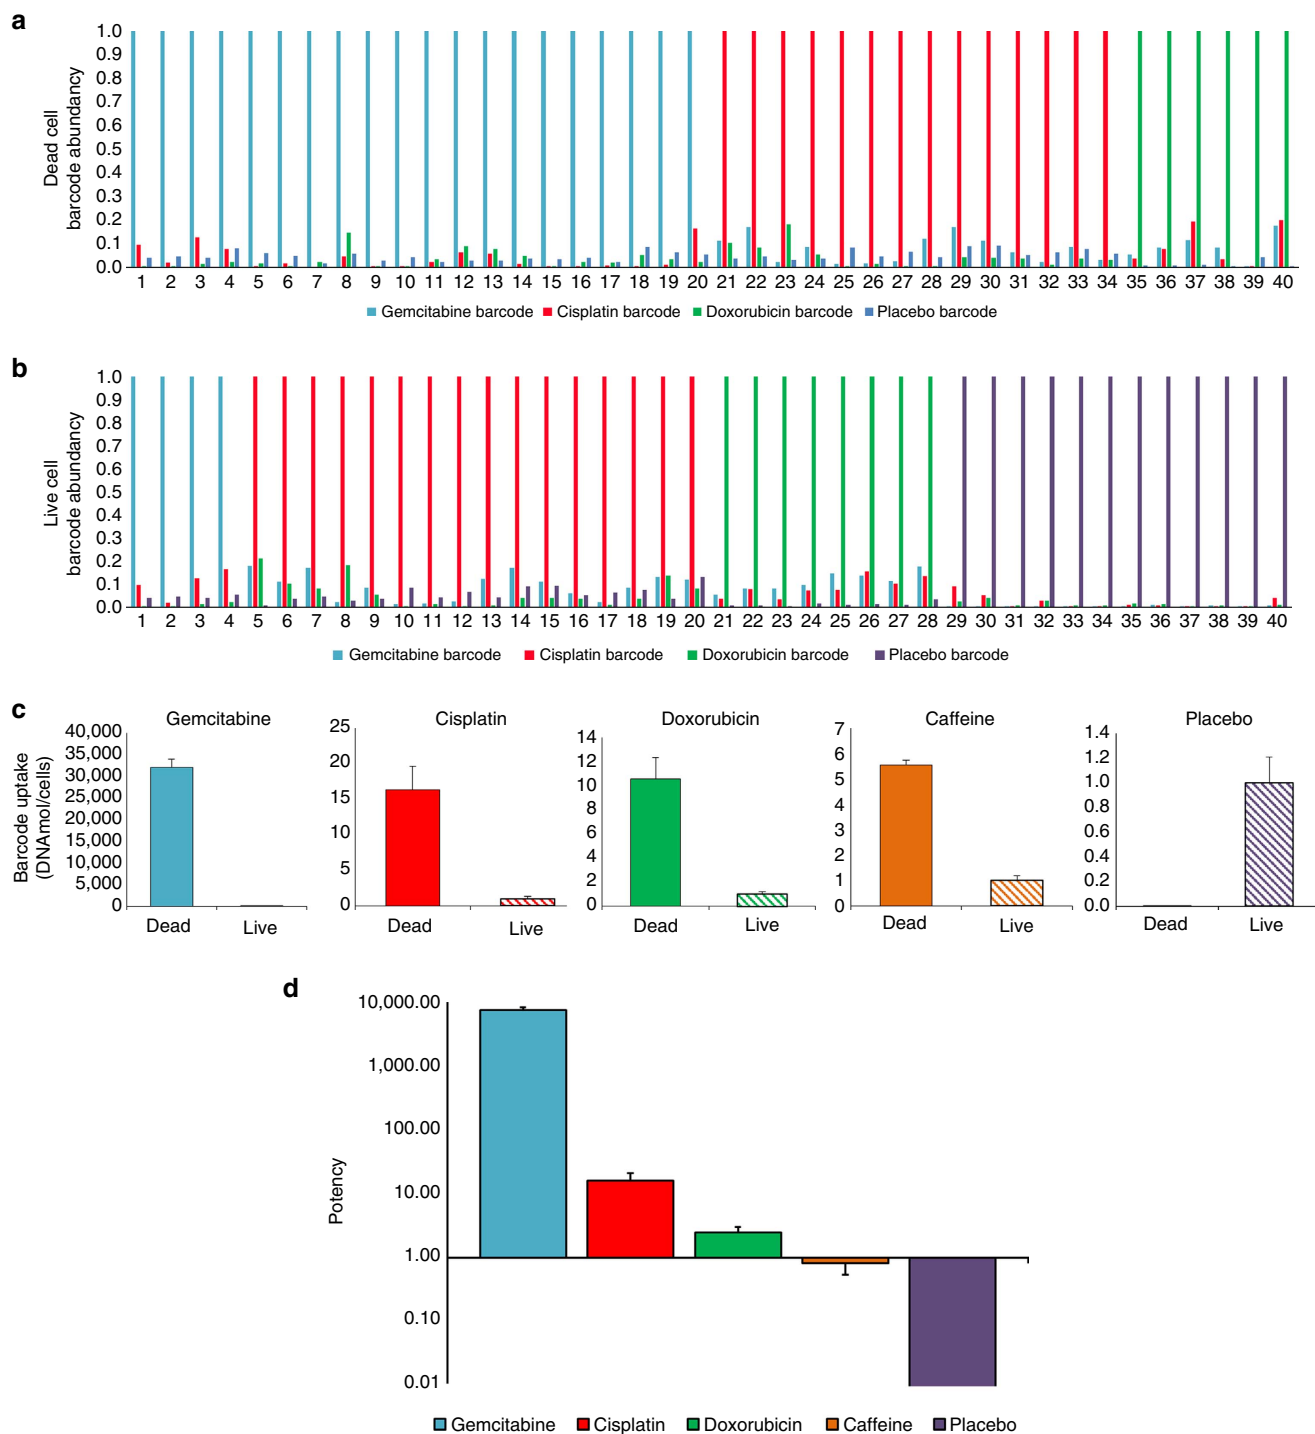 a
Dead cell
barcode abundancy
1.0
0.9
0.8
0.7
0.6
0.5
0.4
0.3
0.2
0.1
0.0
1 2 3 4 5 6 7 8 9 10 11 12 13 14 15 16 17 18 19 20 21 22 23 24 25 26 27 28 29 30 31 32 33 34 35 36 37 38 39 40
Gemcitabine barcode Cisplatin barcode Doxorubicin barcode Placebo barcode
b
Live cell
barcode abundancy
1.0
0.9
0.8
0.7
0.6
0.5
0.4
0.3
0.2
0.1
0.0
1 2 3 4 5 6 7 8 9 10 11 12 13 14 15 16 17 18 19 20 21 22 23 24 25 26 27 28 29 30 31 32 33 34 35 36 37 38 39 40
Gemcitabine barcode Cisplatin barcode Doxorubicin barcode Placebo barcode
c
Barcode uptake
(DNAmol/cells)
Gemcitabine
40,000
35,000
30,000
25,000
20,000
15,000
10,000
5,000
0
Dead Live
Cisplatin
25
20
15
10
5
0
Dead Live
Doxorubicin
14
12
10
8
6
4
2
0
Dead Live
Caffeine
7
6
5
4
3
2
1
0
Dead Live
Placebo
1.4
1.2
1.0
0.8
0.6
0.4
0.2
0.0
Dead Live
d
Potency
10,000.00
1,000.00
100.00
10.00
1.00
0.10
0.01
Gemcitabine Cisplatin Doxorubicin Caffeine Placebo